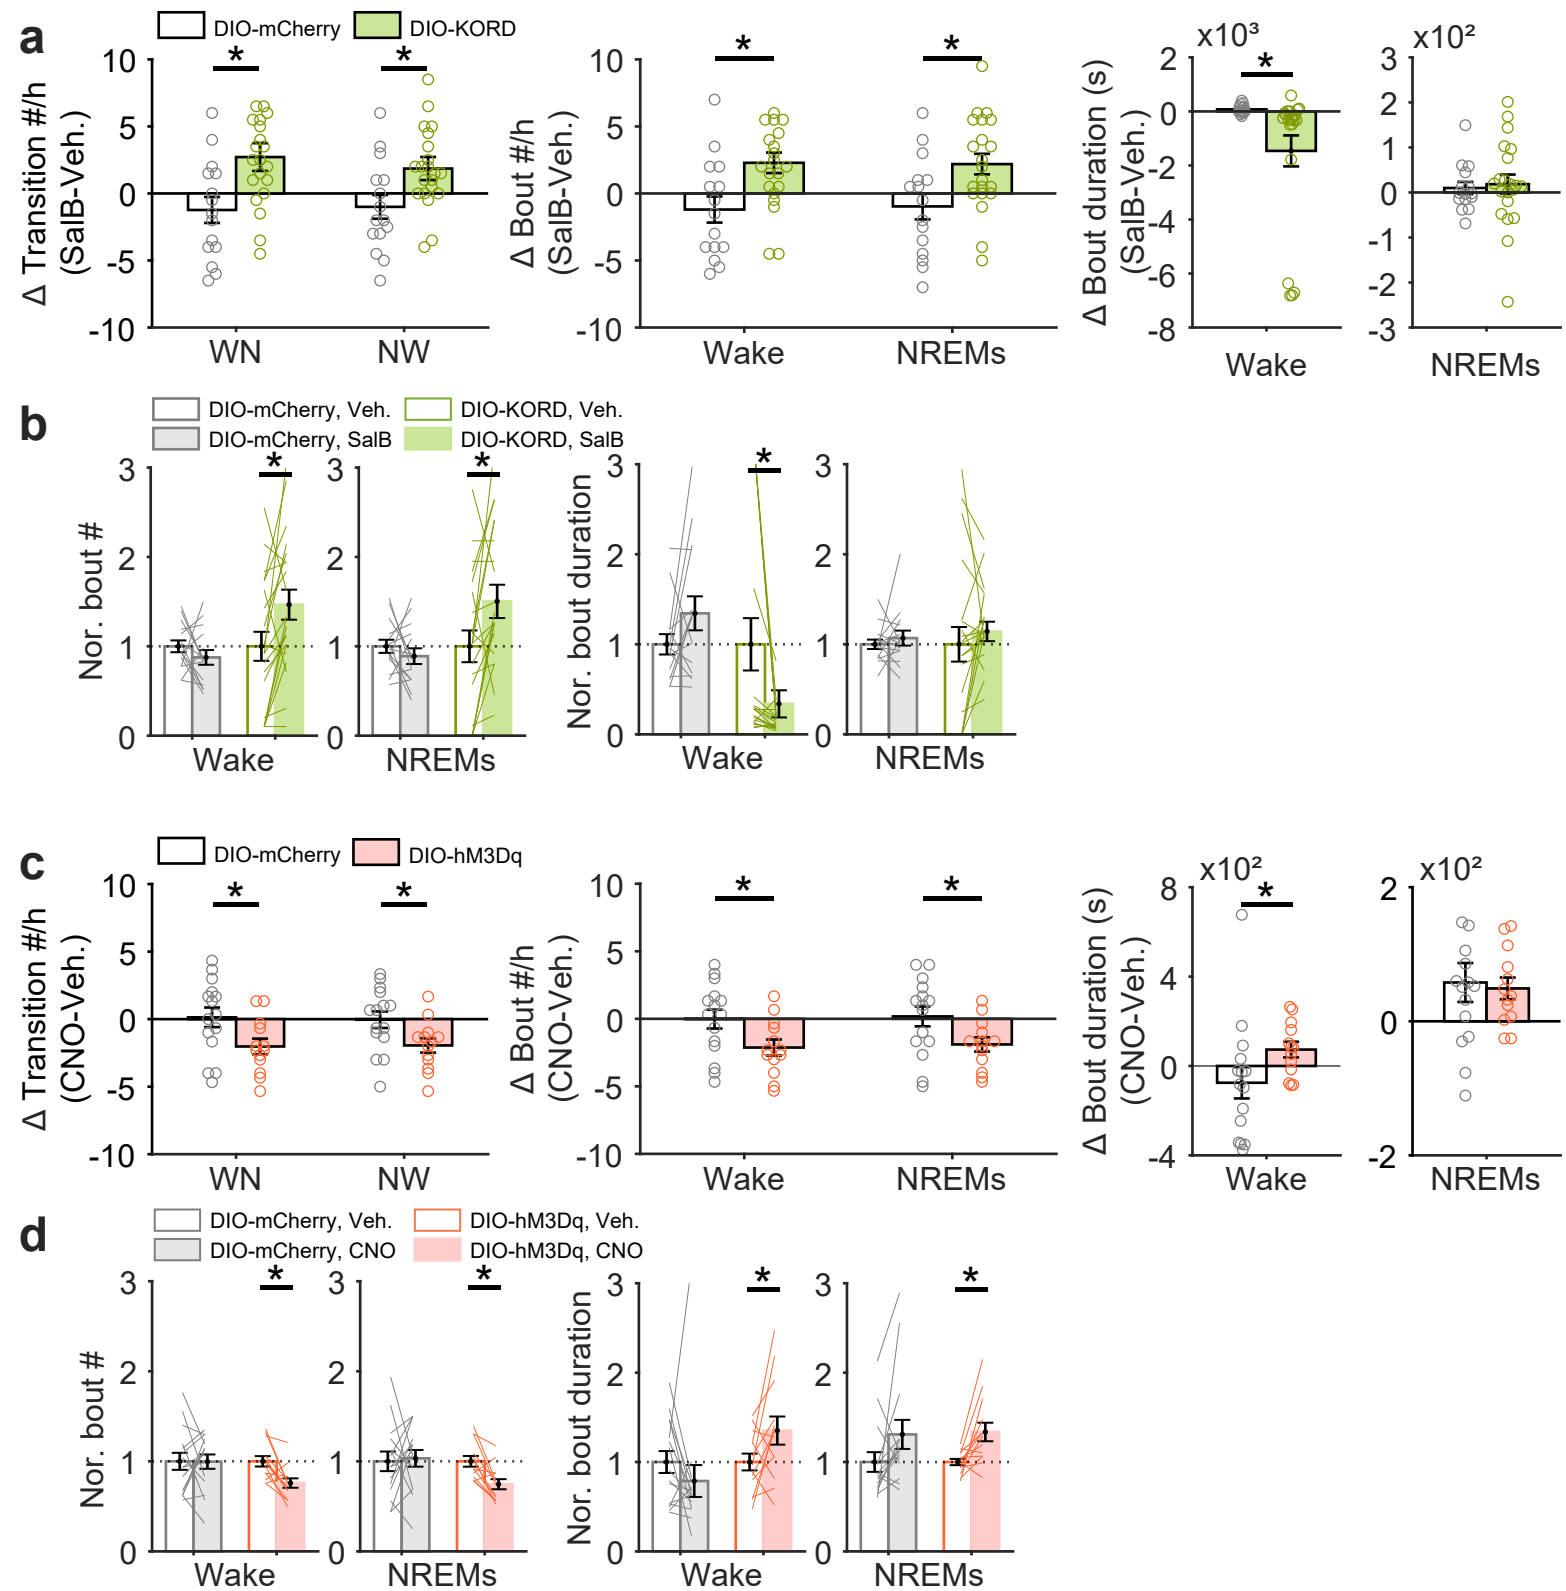 a
DIO-mCherry
DIO-KORD
Δ Transition #/h
(SalB-Veh.)
10
5
0
-5
-10
*
*
WN
NW
Δ Bout #/h
(SalB-Veh.)
10
5
0
-5
-10
*
*
Wake
NREMs
Δ Bout duration (s)
(SalB-Veh.)
x10³
2
0
-2
-4
-6
-8
*
Wake
x10²
3
2
1
0
-1
-2
-3
NREMs
b
DIO-mCherry, Veh.
DIO-KORD, Veh.
DIO-mCherry, SalB
DIO-KORD, SalB
Nor. bout #
3
2
1
0
*
Wake
3
2
1
0
*
NREMs
Nor. bout duration
3
2
1
0
*
Wake
3
2
1
0
NREMs
c
DIO-mCherry
DIO-hM3Dq
Δ Transition #/h
(CNO-Veh.)
10
5
0
-5
-10
*
*
WN
NW
Δ Bout #/h
(CNO-Veh.)
10
5
0
-5
-10
*
*
Wake
NREMs
Δ Bout duration (s)
(CNO-Veh.)
x10²
8
4
0
-4
*
Wake
x10²
2
0
-2
NREMs
d
DIO-mCherry, Veh.
DIO-hM3Dq, Veh.
DIO-mCherry, CNO
DIO-hM3Dq, CNO
Nor. bout #
3
2
1
0
*
Wake
3
2
1
0
*
NREMs
Nor. bout duration
3
2
1
0
*
Wake
3
2
1
0
*
NREMs